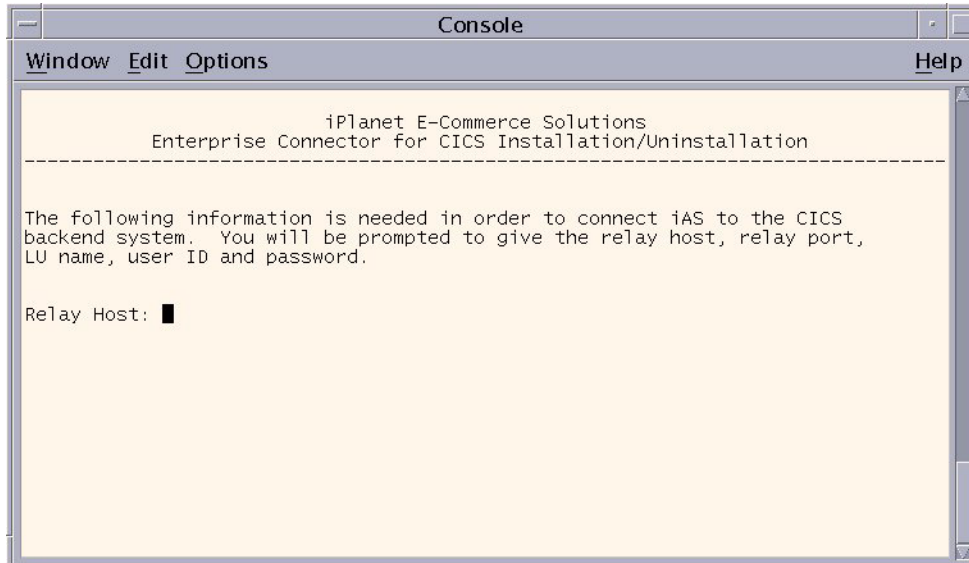 Console
Window Edit Options Help
iPlanet E-Commerce Solutions
Enterprise Connector for CICS Installation/Uninstallation
--------------------------------------------------------------------------------
The following information is needed in order to connect iAS to the CICS
backend system. You will be prompted to give the relay host, relay port,
LU name, user ID and password.
Relay Host: